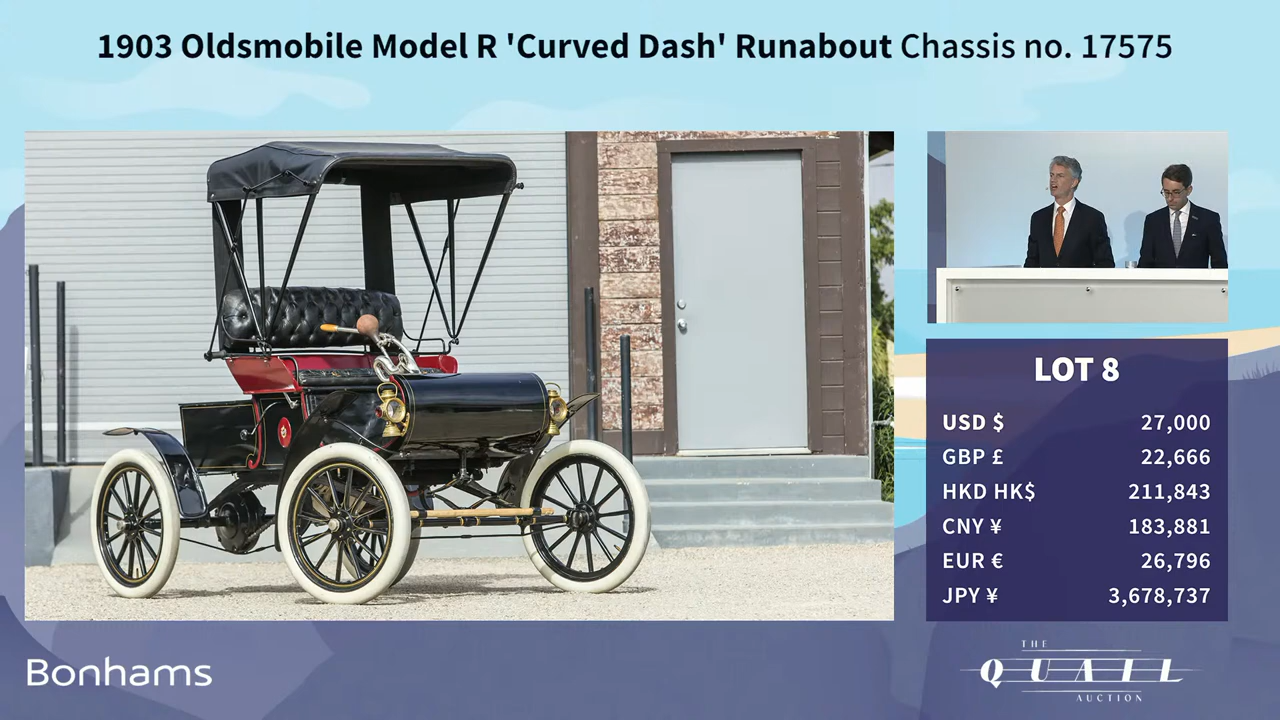 1903 Oldsmobile Model R 'Curved Dash' Runabout Chassis no. 17575
LOT 8
USD $ 27,000
GBP £ 22,666
HKD HK$ 211,843
CNY ¥ 183,881
EUR € 26,796
JPY ¥ 3,678,737
Bonhams
THE
QUAIL
AUCTION